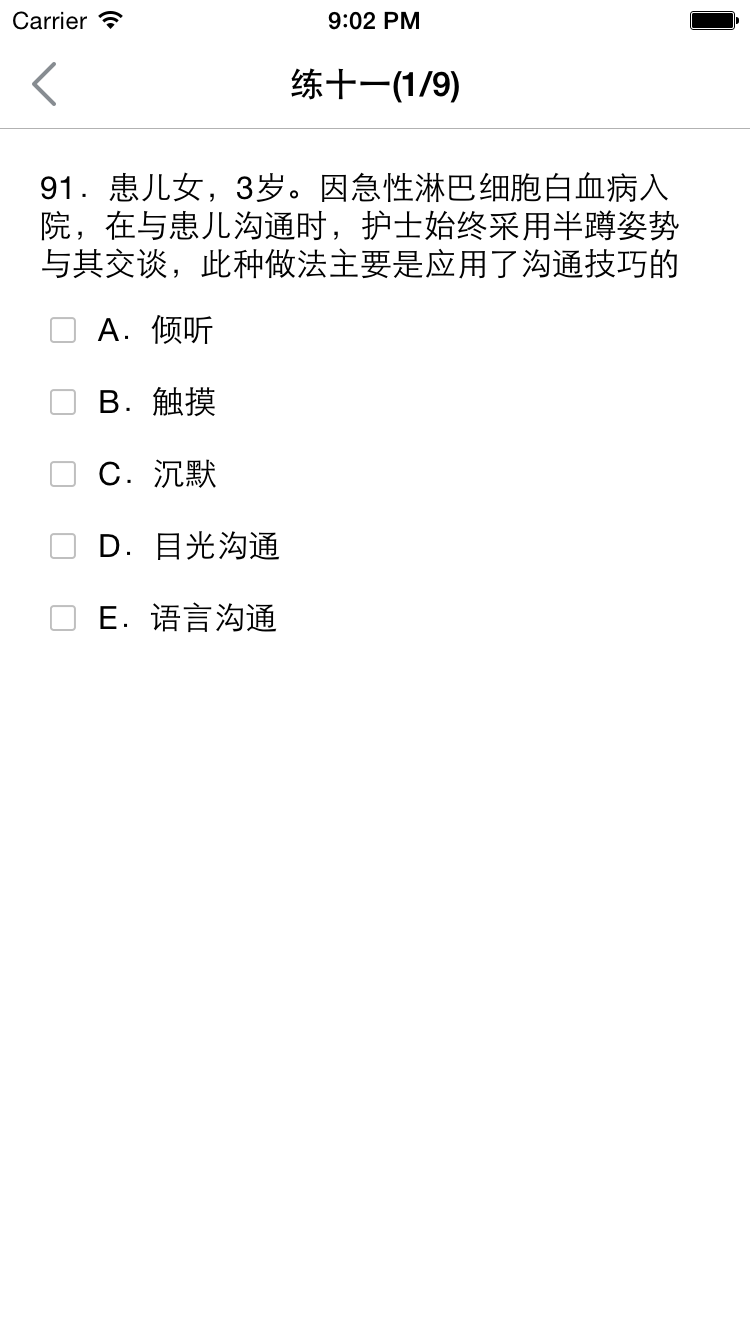 Carrier 9:02 PM
练十一(1/9)
91．患儿女，3岁。因急性淋巴细胞白血病入
院，在与患儿沟通时，护士始终采用半蹲姿势
与其交谈，此种做法主要是应用了沟通技巧的
A．倾听
B．触摸
C．沉默
D．目光沟通
E．语言沟通